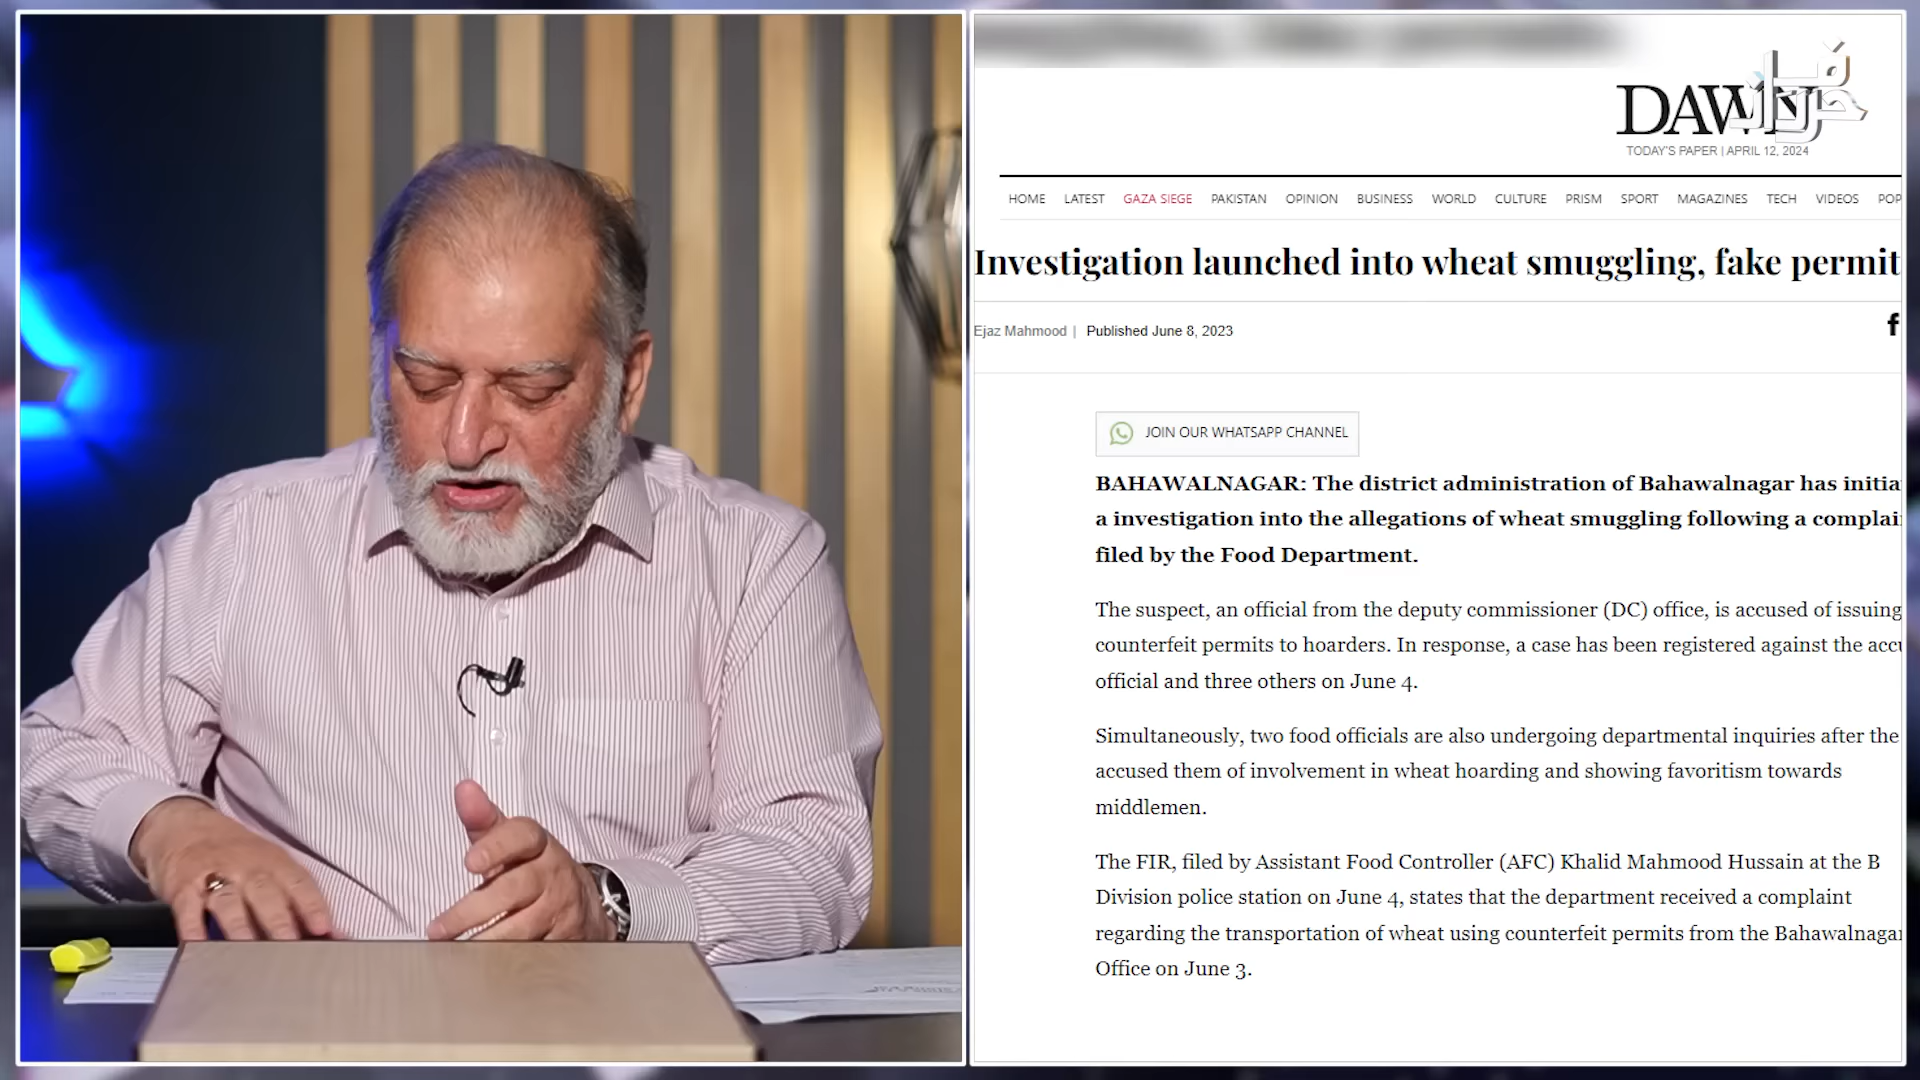 DAWN
حرف راز
TODAY'S PAPER | APRIL 12, 2024
HOME LATEST GAZA SIEGE PAKISTAN OPINION BUSINESS WORLD CULTURE PRISM SPORT MAGAZINES TECH VIDEOS POP
Investigation launched into wheat smuggling, fake permit
Ejaz Mahmood | Published June 8, 2023
JOIN OUR WHATSAPP CHANNEL
BAHAWALNAGAR: The district administration of Bahawalnagar has initia
a investigation into the allegations of wheat smuggling following a complai
filed by the Food Department.
The suspect, an official from the deputy commissioner (DC) office, is accused of issuing
counterfeit permits to hoarders. In response, a case has been registered against the accu
official and three others on June 4.
Simultaneously, two food officials are also undergoing departmental inquiries after the
accused them of involvement in wheat hoarding and showing favoritism towards
middlemen.
The FIR, filed by Assistant Food Controller (AFC) Khalid Mahmood Hussain at the B
Division police station on June 4, states that the department received a complaint
regarding the transportation of wheat using counterfeit permits from the Bahawalnagar
Office on June 3.